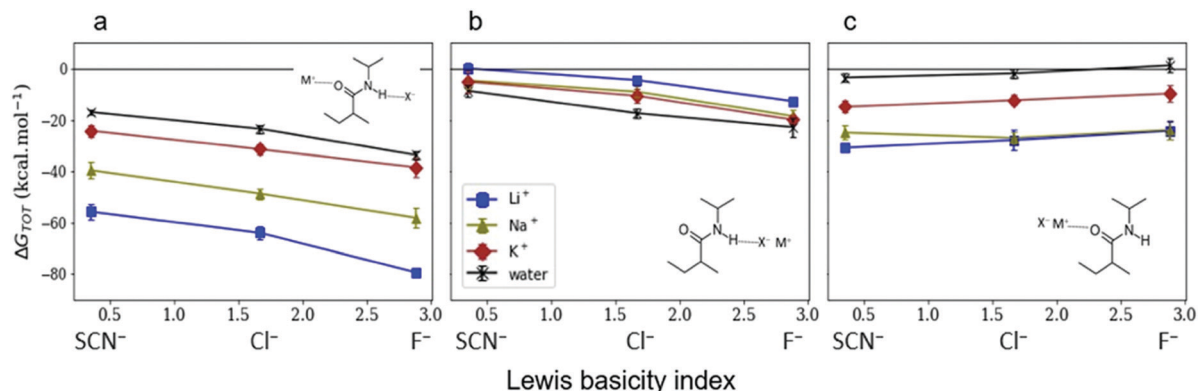 a
b
c
ΔG_TOT (kcal.mol⁻¹)
0
−20
−40
−60
−80
M⁺ O N H X⁻
Li⁺
Na⁺
K⁺
water
O N H X⁻ M⁺
X⁻ M⁺ O N H
0.5 1.0 1.5 2.0 2.5 3.0 0.5 1.0 1.5 2.0 2.5 3.0 0.5 1.0 1.5 2.0 2.5 3.0
SCN⁻ Cl⁻ F⁻ SCN⁻ Cl⁻ F⁻ SCN⁻ Cl⁻ F⁻
Lewis basicity index